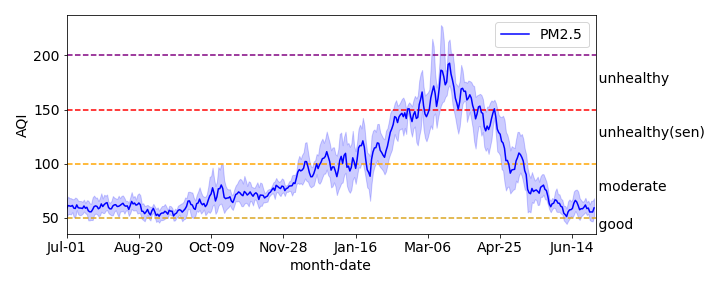 PM2.5
200
unhealthy
150
unhealthy(sen)
AQI
100
moderate
50
good
Jul-01 Aug-20 Oct-09 Nov-28 Jan-16 Mar-06 Apr-25 Jun-14
month-date